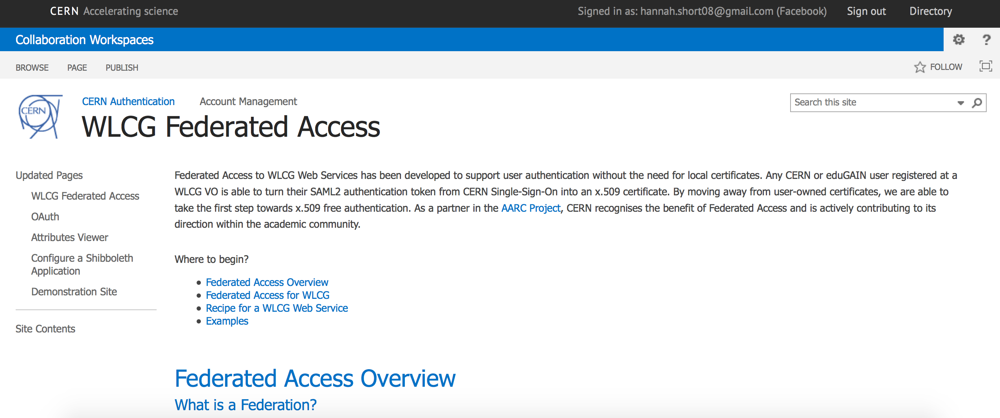 CERN Accelerating science
Signed in as: hannah.short08@gmail.com (Facebook) Sign out Directory
Collaboration Workspaces
?
BROWSE PAGE PUBLISH
FOLLOW
CERN
CERN Authentication Account Management
Search this site
WLCG Federated Access
Updated Pages
WLCG Federated Access
OAuth
Attributes Viewer
Configure a Shibboleth
Application
Demonstration Site
Site Contents
Federated Access to WLCG Web Services has been developed to support user authentication without the need for local certificates. Any CERN or eduGAIN user registered at a
WLCG VO is able to turn their SAML2 authentication token from CERN Single-Sign-On into an x.509 certificate. By moving away from user-owned certificates, we are able to
take the first step towards x.509 free authentication. As a partner in the AARC Project, CERN recognises the benefit of Federated Access and is actively contributing to its
direction within the academic community.
Where to begin?
• Federated Access Overview
• Federated Access for WLCG
• Recipe for a WLCG Web Service
• Examples
Federated Access Overview
What is a Federation?